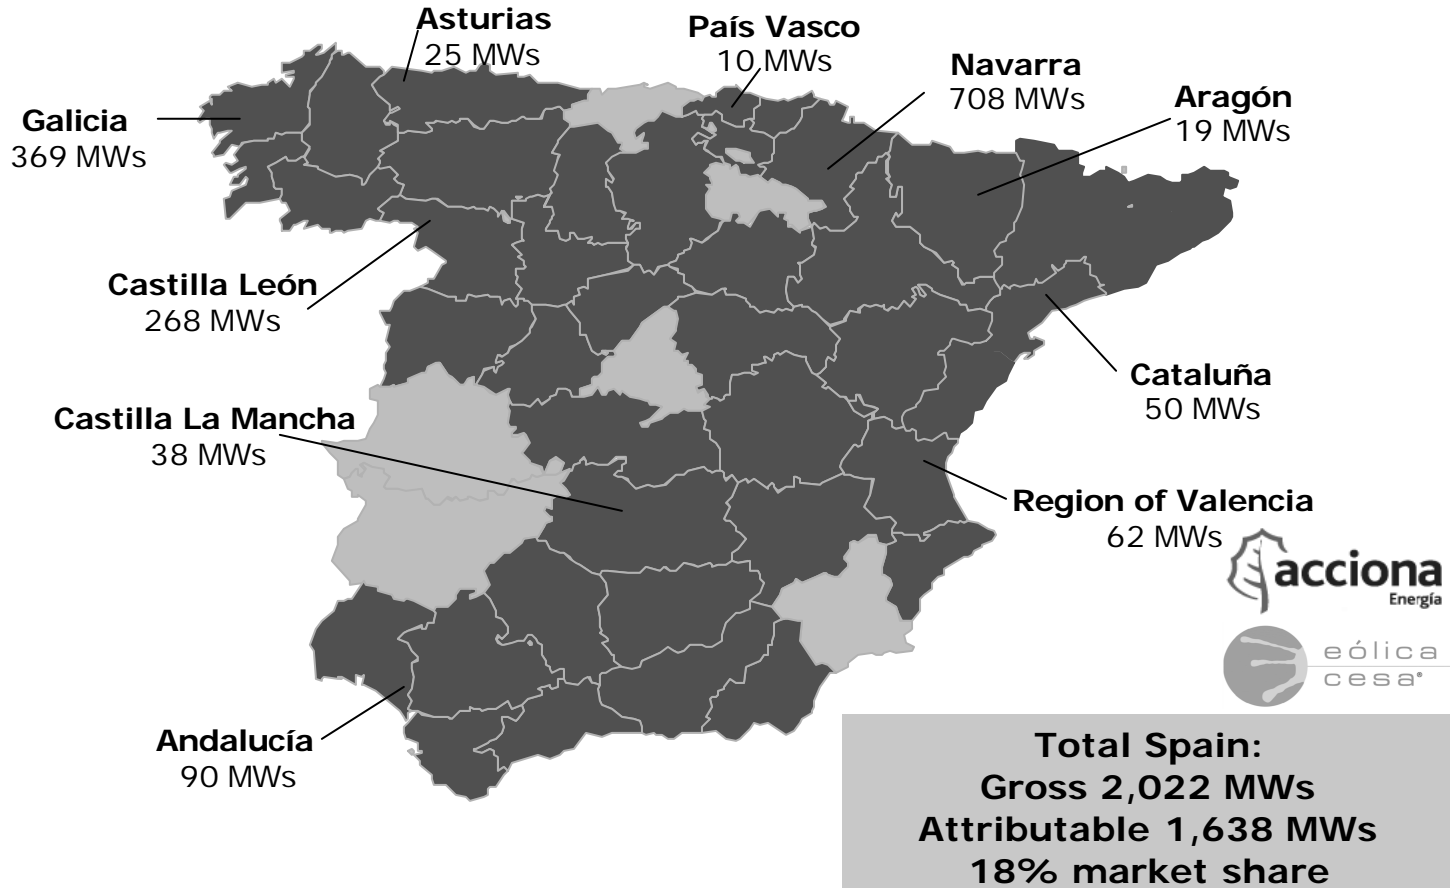 Asturias
25 MWs
País Vasco
10 MWs
Navarra
708 MWs
Aragón
19 MWs
Galicia
369 MWs
Castilla León
268 MWs
Cataluña
50 MWs
Castilla La Mancha
38 MWs
Region of Valencia
62 MWs
acciona
Energía
eólica
cesa®
Andalucía
90 MWs
Total Spain:
Gross 2,022 MWs
Attributable 1,638 MWs
18% market share